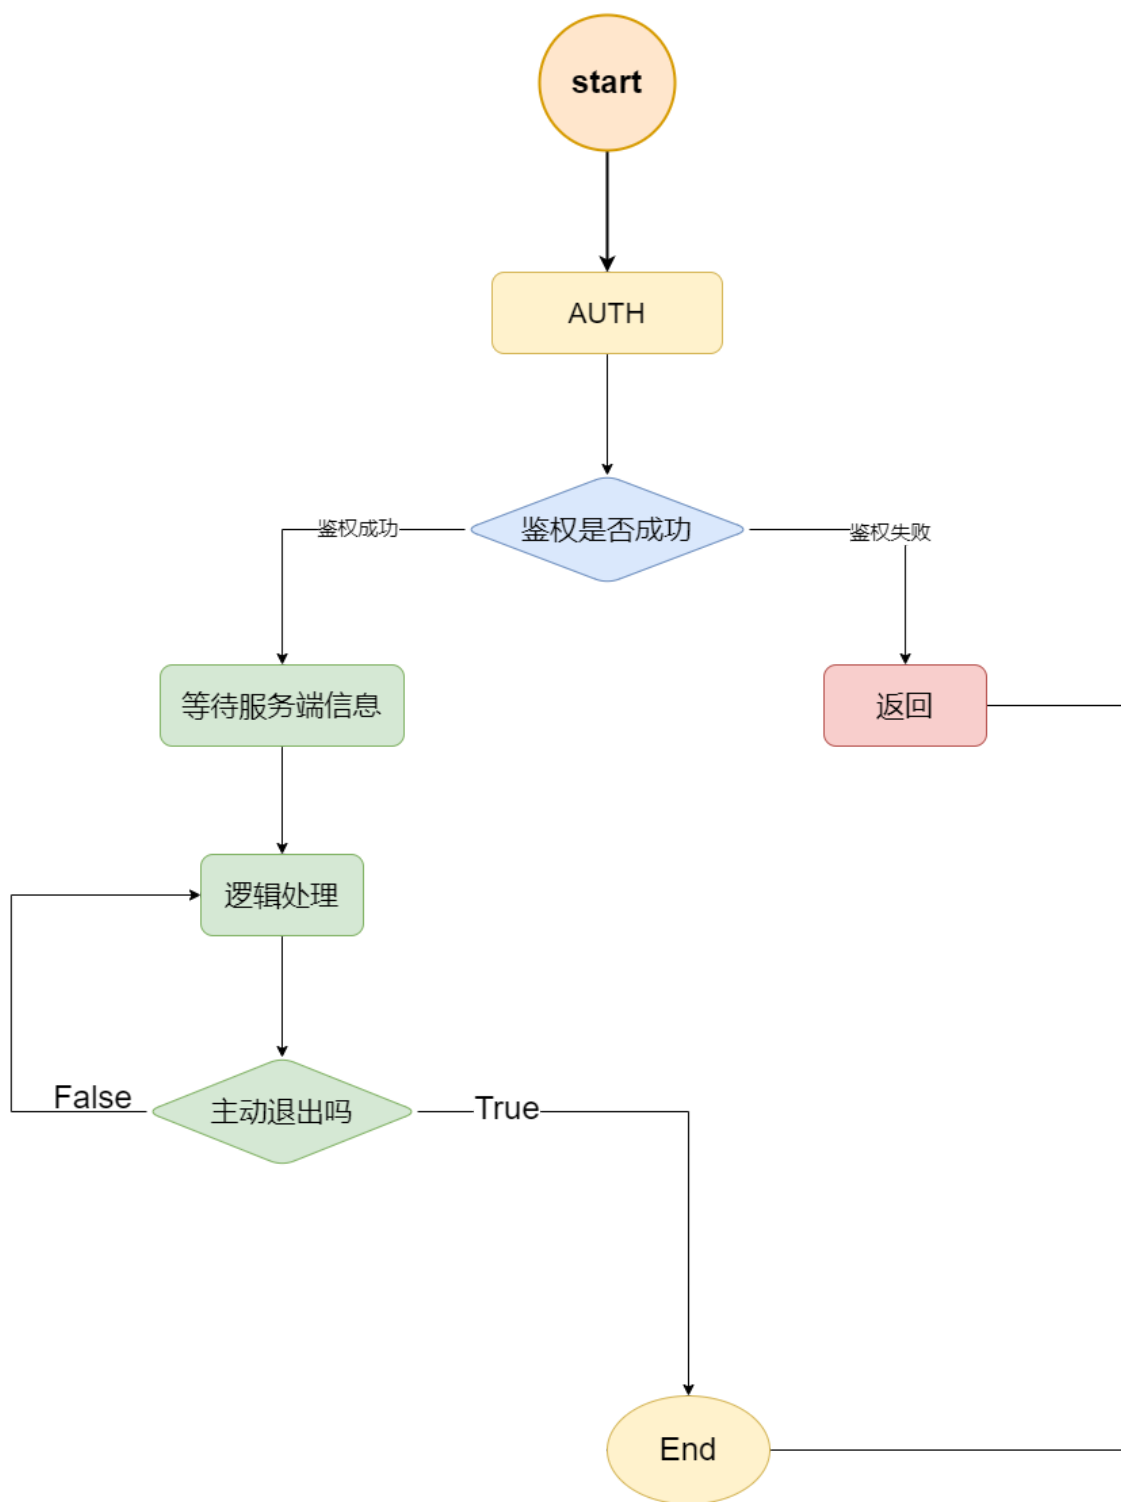 start
AUTH
鉴权是否成功
鉴权成功
鉴权失败
等待服务端信息
返回
逻辑处理
主动退出吗
False
True
End